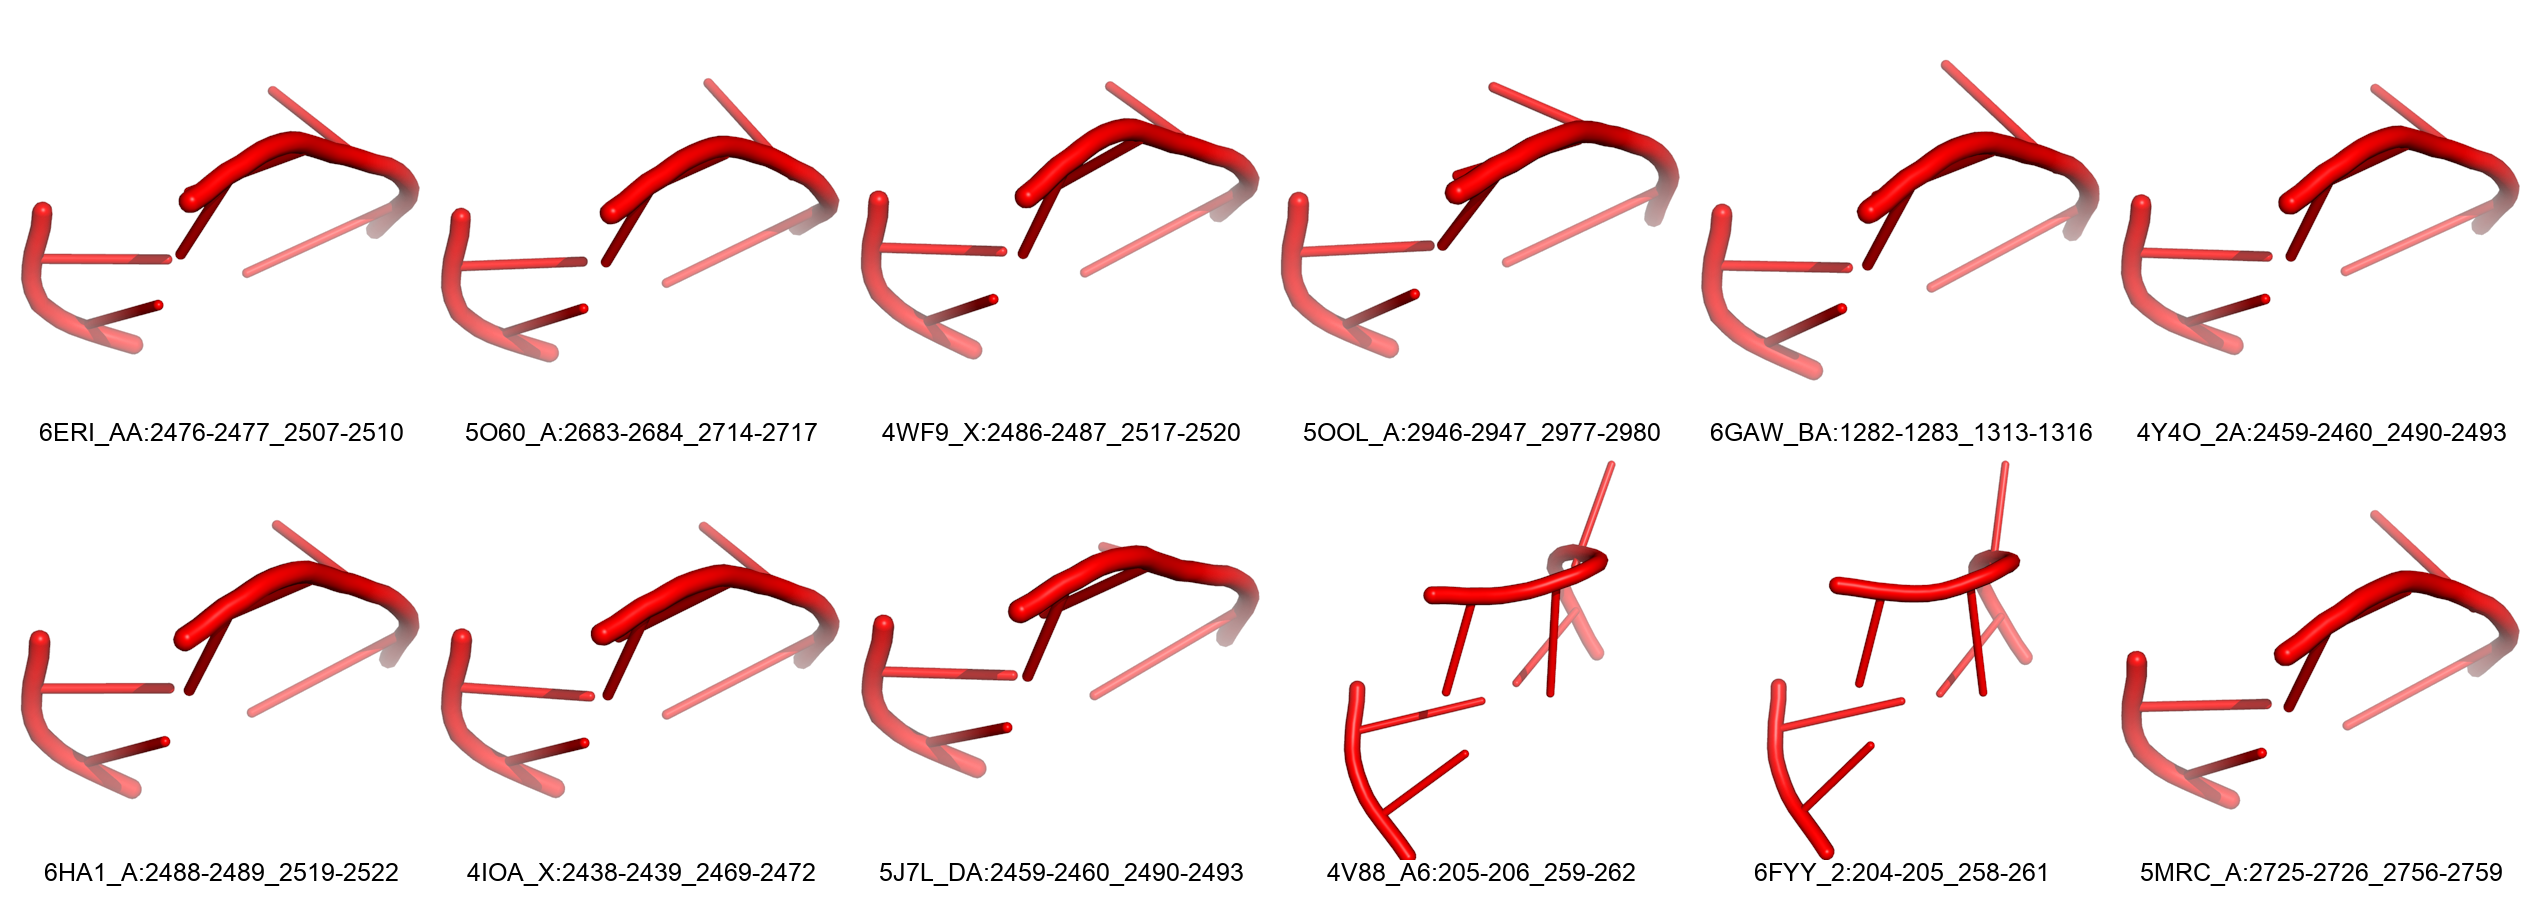 6ERI_AA:2476-2477_2507-2510
5O60_A:2683-2684_2714-2717
4WF9_X:2486-2487_2517-2520
5OOL_A:2946-2947_2977-2980
6GAW_BA:1282-1283_1313-1316
4Y4O_2A:2459-2460_2490-2493
6HA1_A:2488-2489_2519-2522
4IOA_X:2438-2439_2469-2472
5J7L_DA:2459-2460_2490-2493
4V88_A6:205-206_259-262
6FYY_2:204-205_258-261
5MRC_A:2725-2726_2756-2759